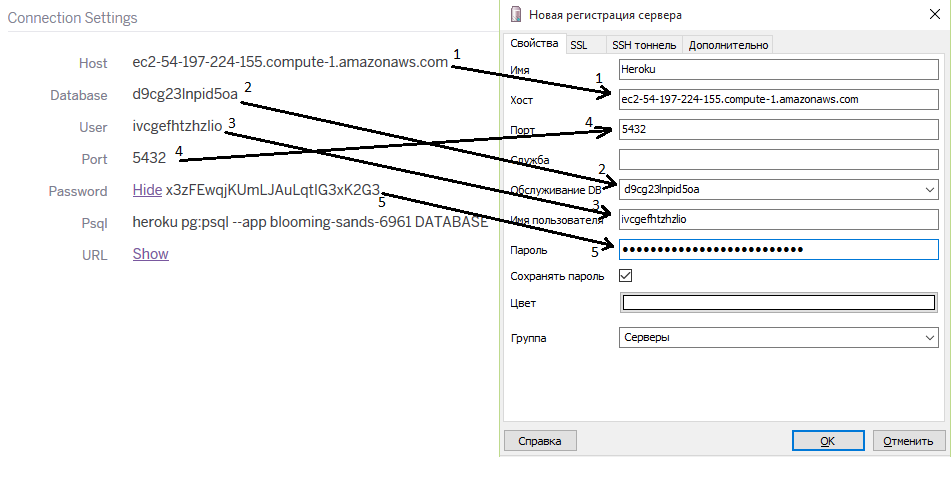 Connection Settings
Host ec2-54-197-224-155.compute-1.amazonaws.com 1
Database d9cg23lnpid5oa 2
User ivcgefhtzhzlio 3
Port 5432 4
Password Hide x3zFEwqjKUmLJAuLqtIG3xK2G3 5
Psql heroku pg:psql --app blooming-sands-6961 DATABASE
URL Show
Новая регистрация сервера
Свойства SSL SSH тоннель Дополнительно
Имя Heroku
Хост 1 ec2-54-197-224-155.compute-1.amazonaws.com
Порт 4 5432
Служба
Обслуживание DB 2 d9cg23lnpid5oa
Имя пользователя 3 ivcgefhtzhzlio
Пароль 5 ••••••••••••••••••••••••••
Сохранять пароль
Цвет
Группа Серверы
Справка OK Отменить